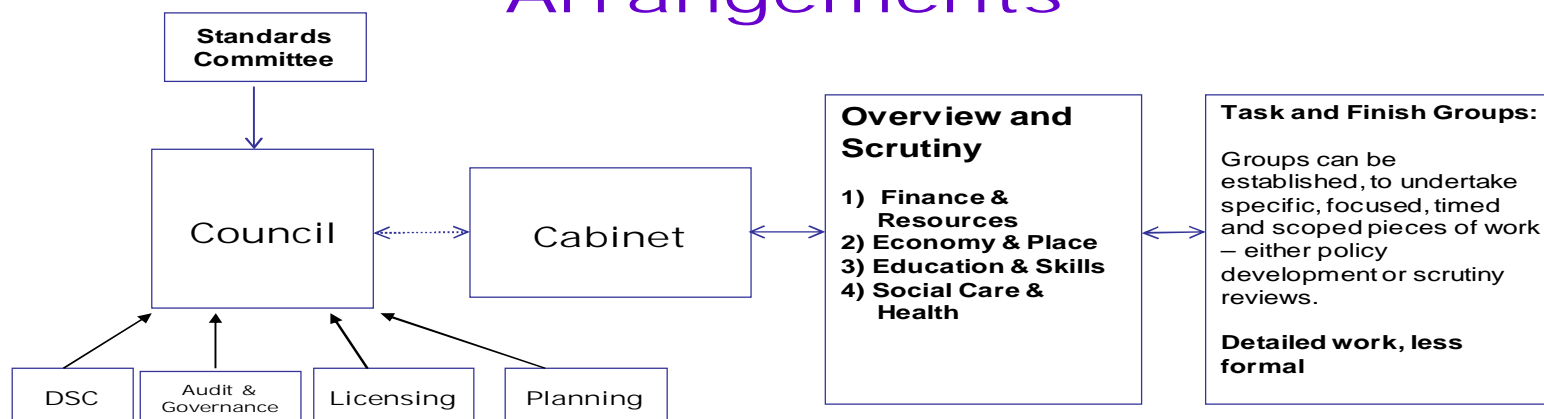 Arrangements
Standards
Committee
Council
Cabinet
Overview and
Scrutiny
1) Finance &
Resources
2) Economy & Place
3) Education & Skills
4) Social Care &
Health
Task and Finish Groups:
Groups can be
established, to undertake
specific, focused, timed
and scoped pieces of work
– either policy
development or scrutiny
reviews.
Detailed work, less
formal
DSC
Audit &
Governance
Licensing
Planning